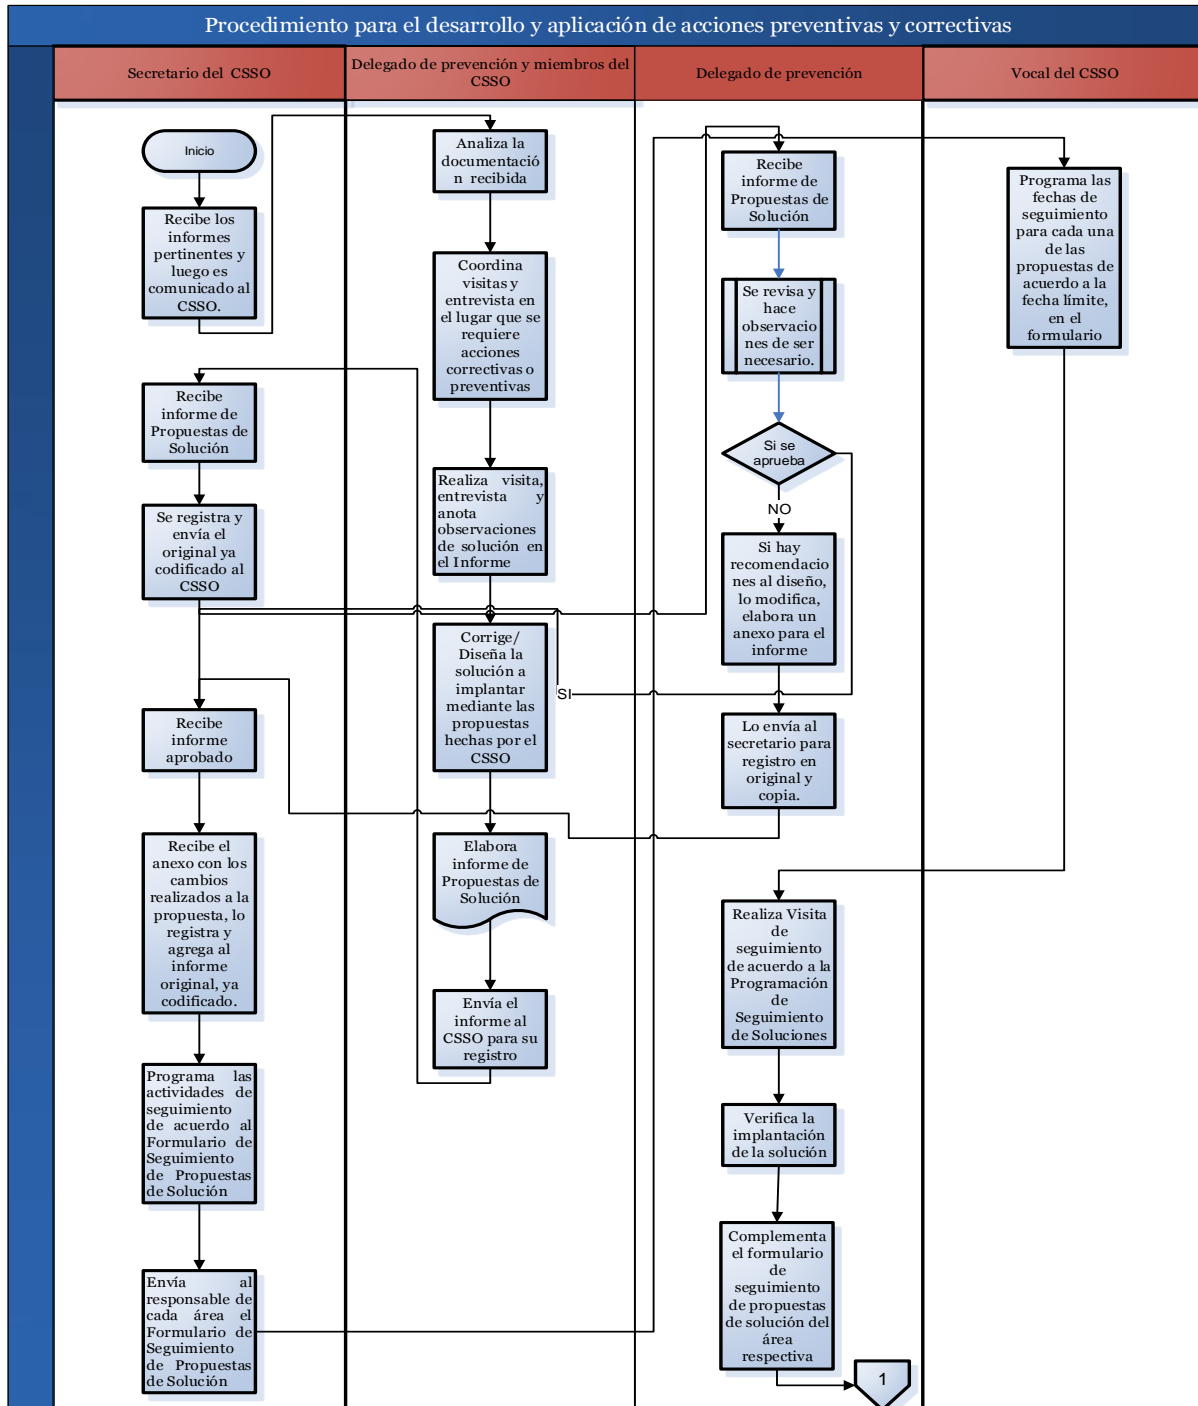 Procedimiento para el desarrollo y aplicación de acciones preventivas y correctivas
Secretario del CSSO
Delegado de prevención y miembros del
CSSO
Delegado de prevención
Vocal del CSSO
Inicio
Recibe los
informes
pertinentes y
luego es
comunicado al
CSSO.
Recibe
informe de
Propuestas de
Solución
Se registra y
envía el
original ya
codificado al
CSSO
Recibe
informe
aprobado
Recibe el
anexo con los
cambios
realizados a la
propuesta, lo
registra y
agrega al
informe
original, ya
codificado.
Programa las
actividades de
seguimiento
de acuerdo al
Formulario de
Seguimiento
de Propuestas
de Solución
Envía al
responsable de
cada área el
Formulario de
Seguimiento
de Propuestas
de Solución
Analiza la
documentació
n recibida
Coordina
visitas y
entrevista en
el lugar que se
requiere
acciones
correctivas o
preventivas
Realiza visita,
entrevista y
anota
observaciones
de solución en
el Informe
Corrige/
Diseña la
solución a
implantar
mediante las
propuestas
hechas por el
CSSO
Elabora
informe de
Propuestas de
Solución
Envía el
informe al
CSSO para su
registro
Recibe
informe de
Propuestas de
Solución
Se revisa y
hace
observacio
nes de ser
necesario.
Si se
aprueba
NO
SI
Si hay
recomendacio
nes al diseño,
lo modifica,
elabora un
anexo para el
informe
Lo envía al
secretario para
registro en
original y
copia.
Realiza Visita
de
seguimiento
de acuerdo a la
Programación
de
Seguimiento
de Soluciones
Verifica la
implantación
de la solución
Complementa
el formulario
de
seguimiento
de propuestas
de solución del
área
respectiva
1
Programa las
fechas de
seguimiento
para cada una
de las
propuestas de
acuerdo a la
fecha límite,
en el
formulario